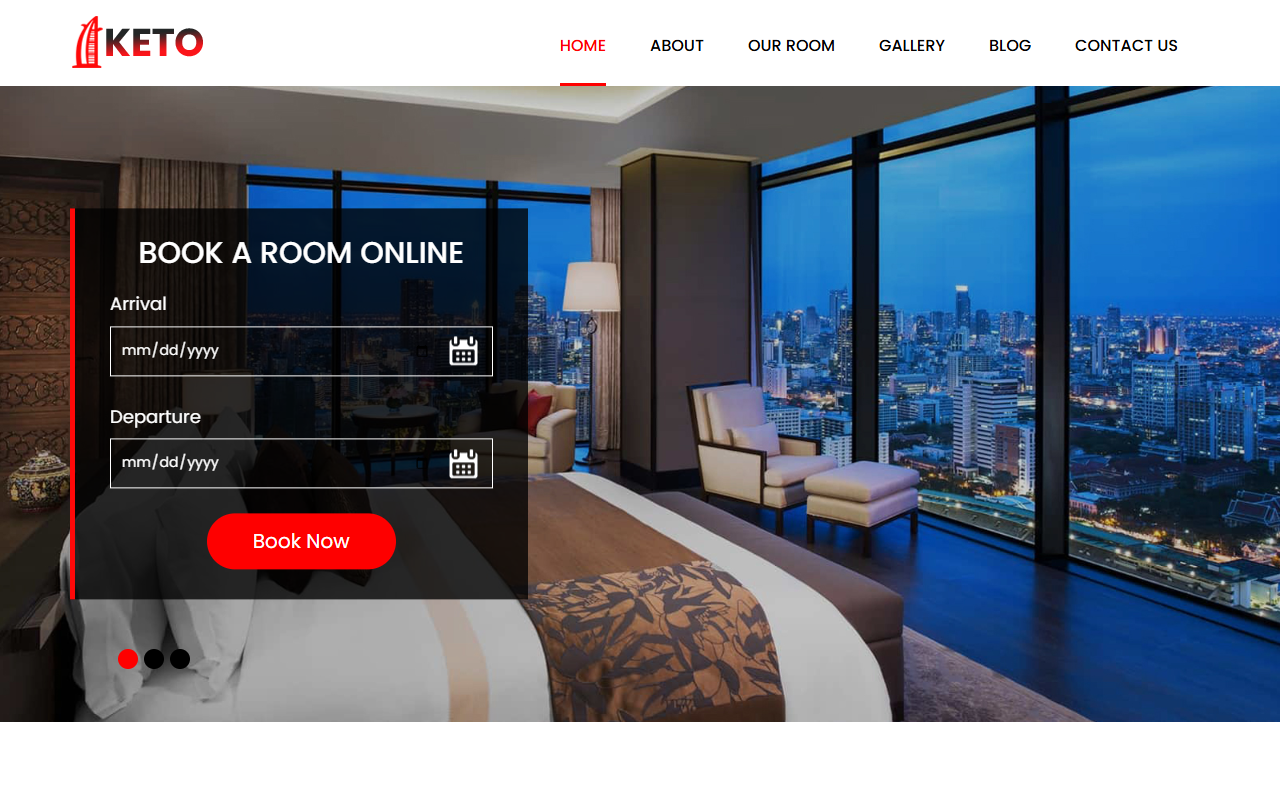 KETO
HOME ABOUT OUR ROOM GALLERY BLOG CONTACT US
BOOK A ROOM ONLINE
Arrival
mm/dd/yyyy
Departure
mm/dd/yyyy
Book Now